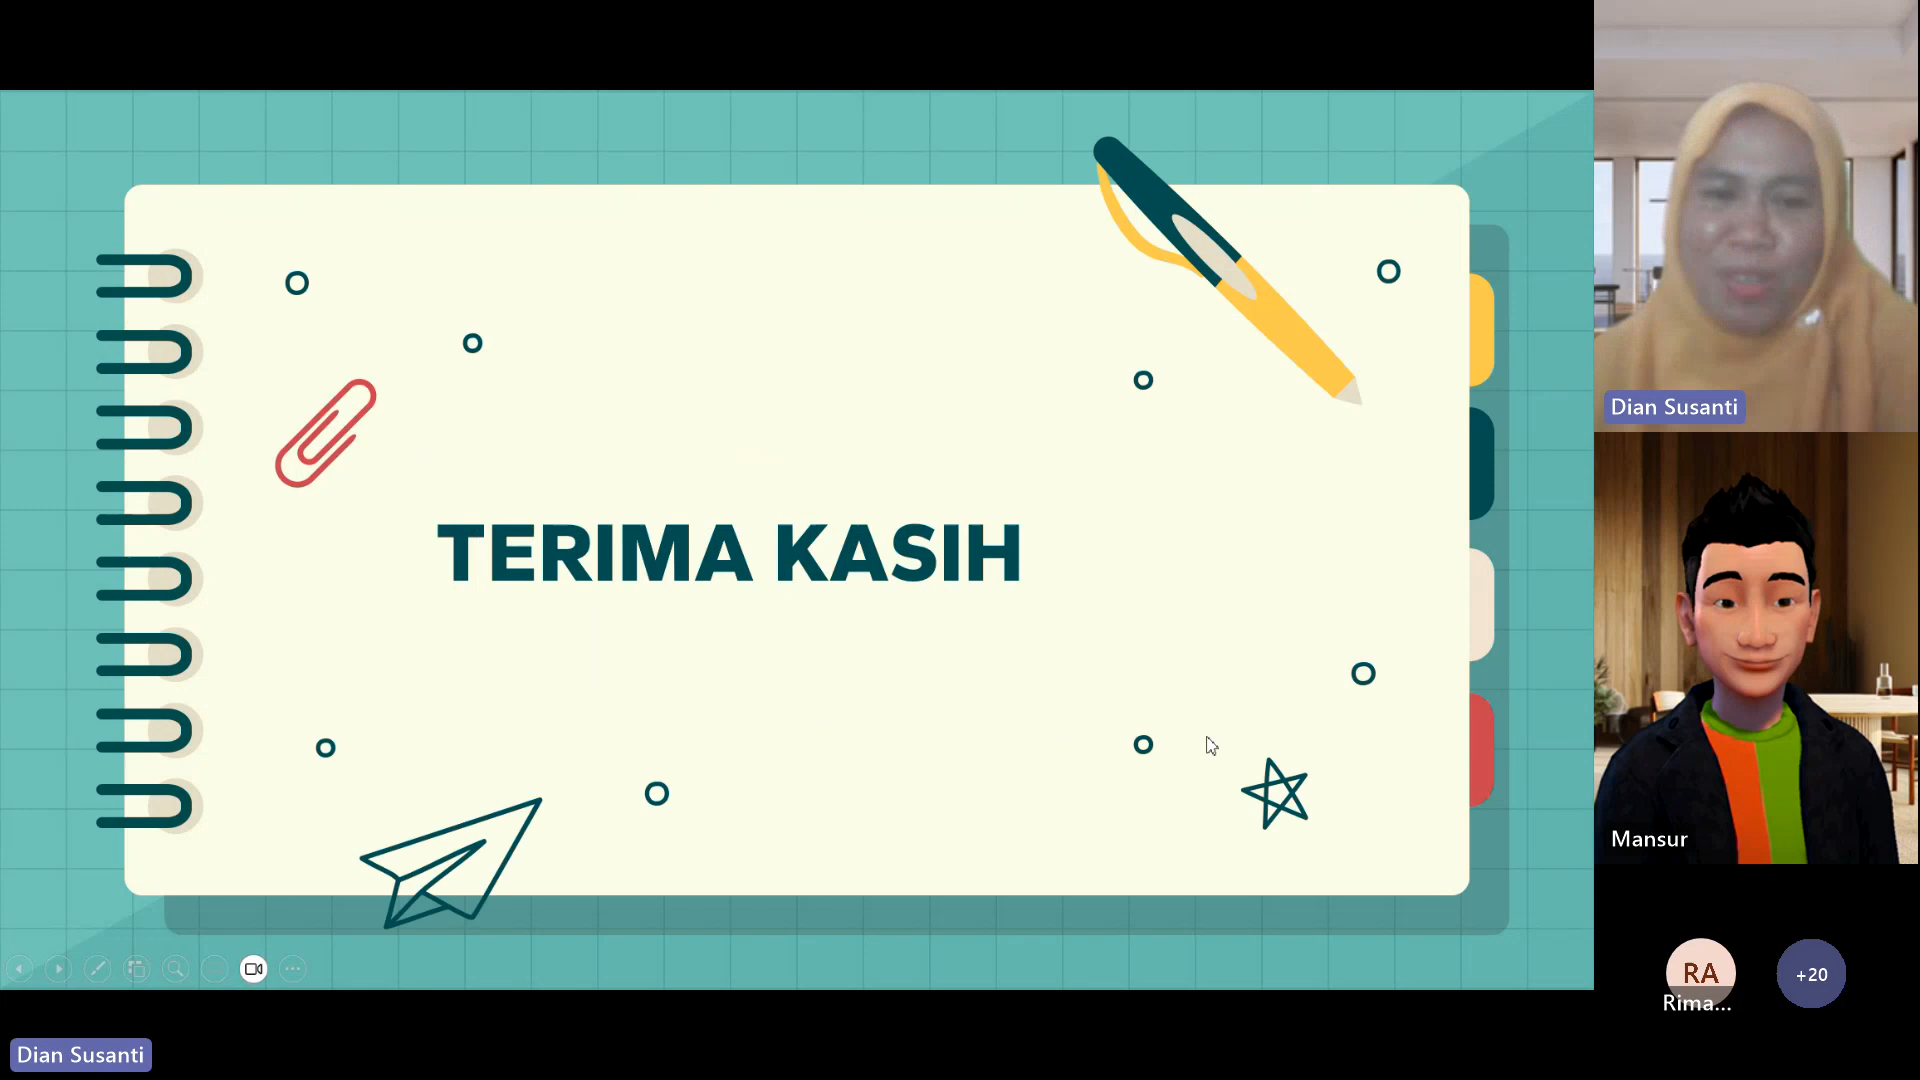 TERIMA KASIH
Dian Susanti
Mansur
RA
Rima...
+20
Dian Susanti